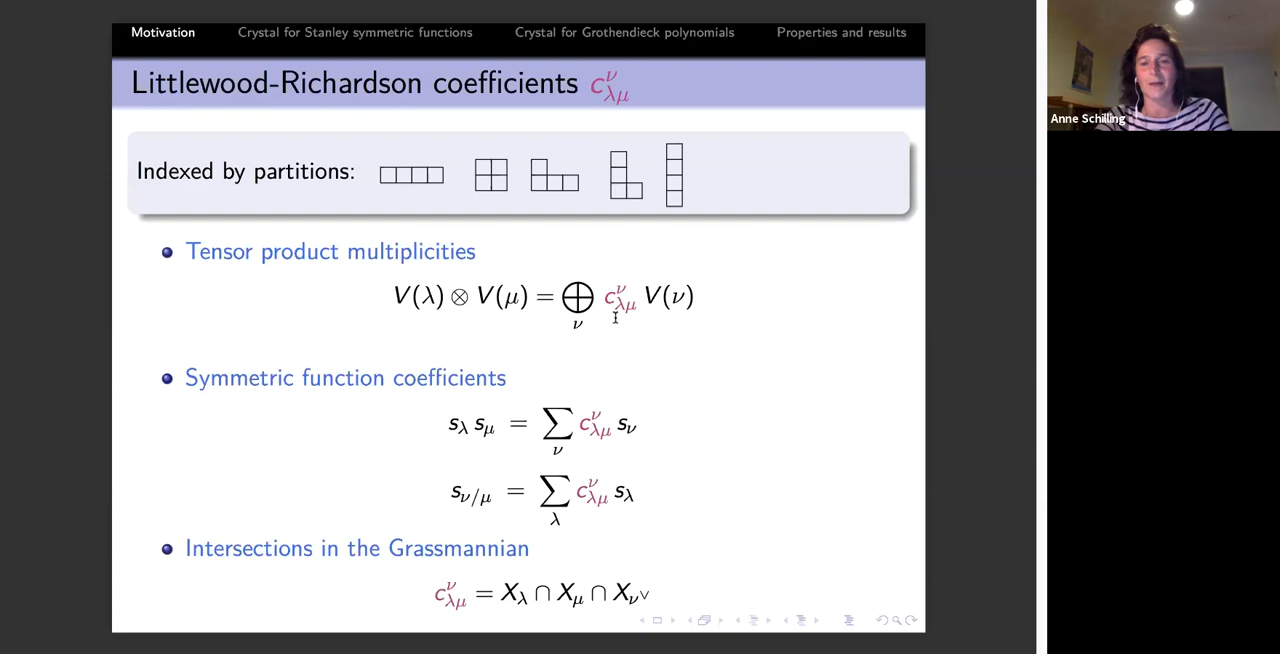 Motivation Crystal for Stanley symmetric functions Crystal for Grothendieck polynomials Properties and results
Littlewood-Richardson coefficients c^ν_λμ
Indexed by partitions:
Tensor product multiplicities
V(λ) ⊗ V(μ) = ⨁_ν c^ν_λμ V(ν)
Symmetric function coefficients
s_λ s_μ = ∑_ν c^ν_λμ s_ν
s_ν/μ = ∑_λ c^ν_λμ s_λ
Intersections in the Grassmannian
c^ν_λμ = X_λ ∩ X_μ ∩ X_ν∨
Anne Schilling